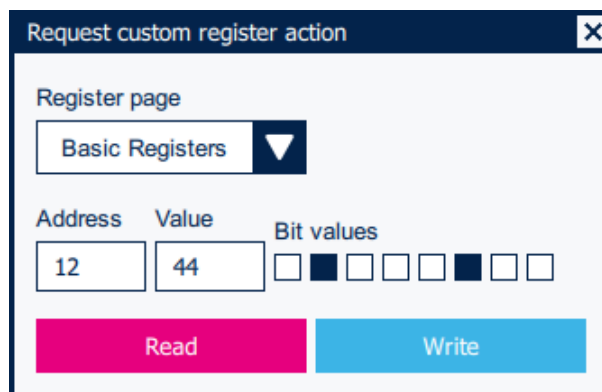 Request custom register action
Register page
Basic Registers
Address Value Bit values
12 44
Read Write